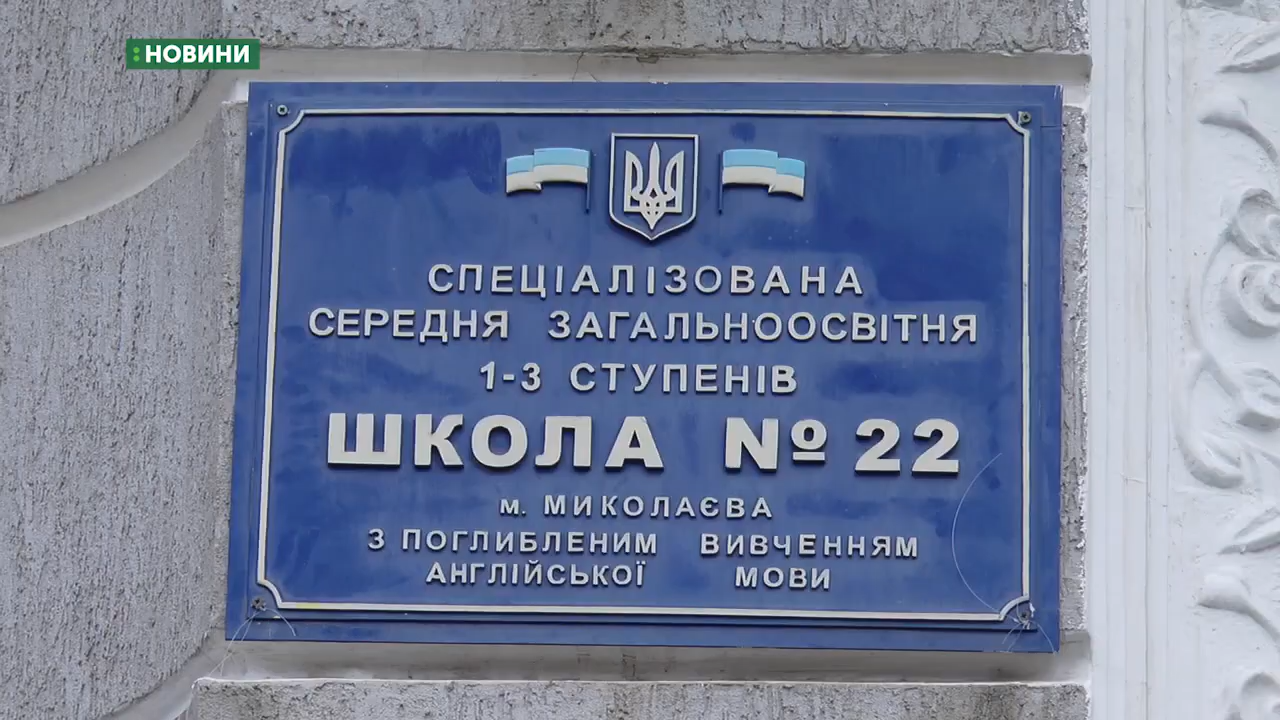 :НОВИНИ
СПЕЦІАЛІЗОВАНА
СЕРЕДНЯ ЗАГАЛЬНООСВІТНЯ
1-3 СТУПЕНІВ
ШКОЛА № 22
м. МИКОЛАЄВА
З ПОГЛИБЛЕНИМ ВИВЧЕННЯМ
АНГЛІЙСЬКОЇ МОВИ